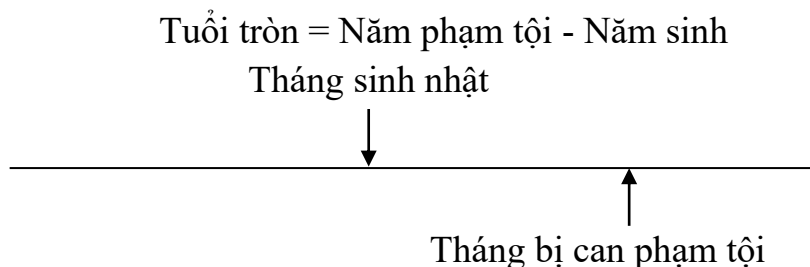 Tuổi tròn = Năm phạm tội - Năm sinh
Tháng sinh nhật
Tháng bị can phạm tội